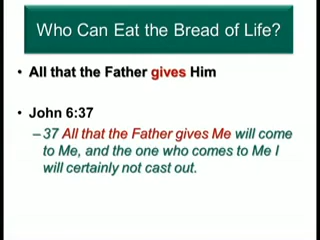 Who Can Eat the Bread of Life?
• All that the Father gives Him
• John 6:37
– 37 All that the Father gives Me will come
to Me, and the one who comes to Me I
will certainly not cast out.